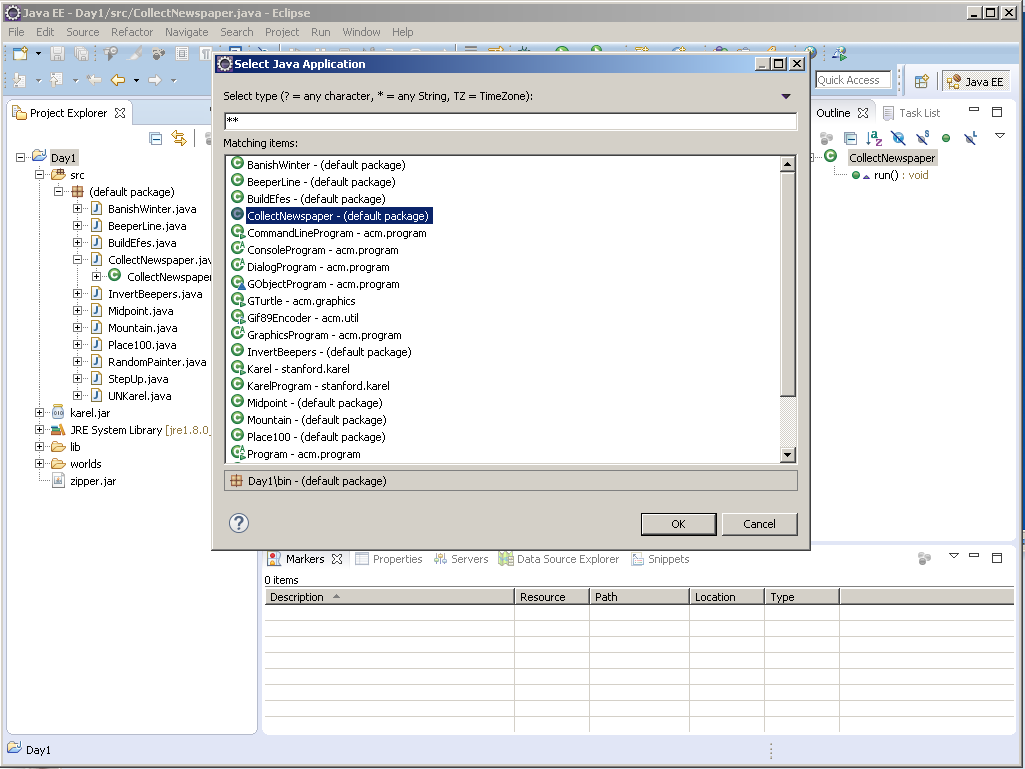 Java EE - Day1/src/CollectNewspaper.java - Eclipse
File Edit Source Refactor Navigate Search Project Run Window Help
Quick Access
Java EE
Project Explorer
Day1
src
(default package)
BanishWinter.java
BeeperLine.java
BuildEfes.java
CollectNewspaper.jav
CollectNewspaper
InvertBeepers.java
Midpoint.java
Mountain.java
Place100.java
RandomPainter.java
StepUp.java
UNKarel.java
karel.jar
JRE System Library [jre1.8.0_
lib
worlds
zipper.jar
Select Java Application
Select type (? = any character, * = any String, TZ = TimeZone):
**
Matching items:
BanishWinter - (default package)
BeeperLine - (default package)
BuildEfes - (default package)
CollectNewspaper - (default package)
CommandLineProgram - acm.program
ConsoleProgram - acm.program
DialogProgram - acm.program
GObjectProgram - acm.program
GTurtle - acm.graphics
Gif89Encoder - acm.util
GraphicsProgram - acm.program
InvertBeepers - (default package)
Karel - stanford.karel
KarelProgram - stanford.karel
Midpoint - (default package)
Mountain - (default package)
Place100 - (default package)
Program - acm.program
Day1\bin - (default package)
OK Cancel
Outline Task List
CollectNewspaper
run() : void
Markers Properties Servers Data Source Explorer Snippets
0 items
Description Resource Path Location Type
Day1